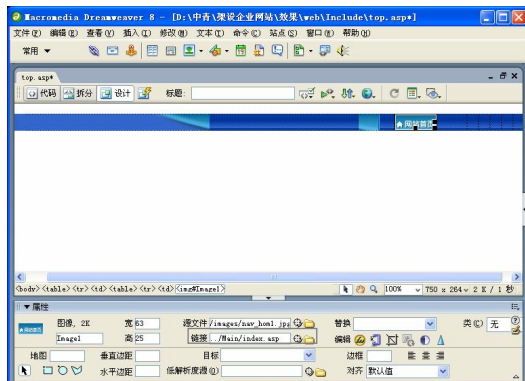 Macromedia Dreamweaver 8 - [D:\中青\架设企业网站\效果\web\Include\top.asp*]
文件(F) 编辑(E) 查看(V) 插入(I) 修改(M) 文本(T) 命令(C) 站点(S) 窗口(W) 帮助(H)
常用
top.asp*
代码 拆分 设计 标题:
网站首页
<body> <table> <tr> <td> <table> <tr> <td> <img#Image1> 100% 750 x 264 2 K / 1 秒
属性
图像, 2K 宽 63 源文件 /images/nav_hom1.jpg 替换 类(C) 无
Image1 高 25 链接 ../Main/index.asp 编辑
地图 垂直边距 目标 边框
水平边距 低解析度源(O) 对齐 默认值